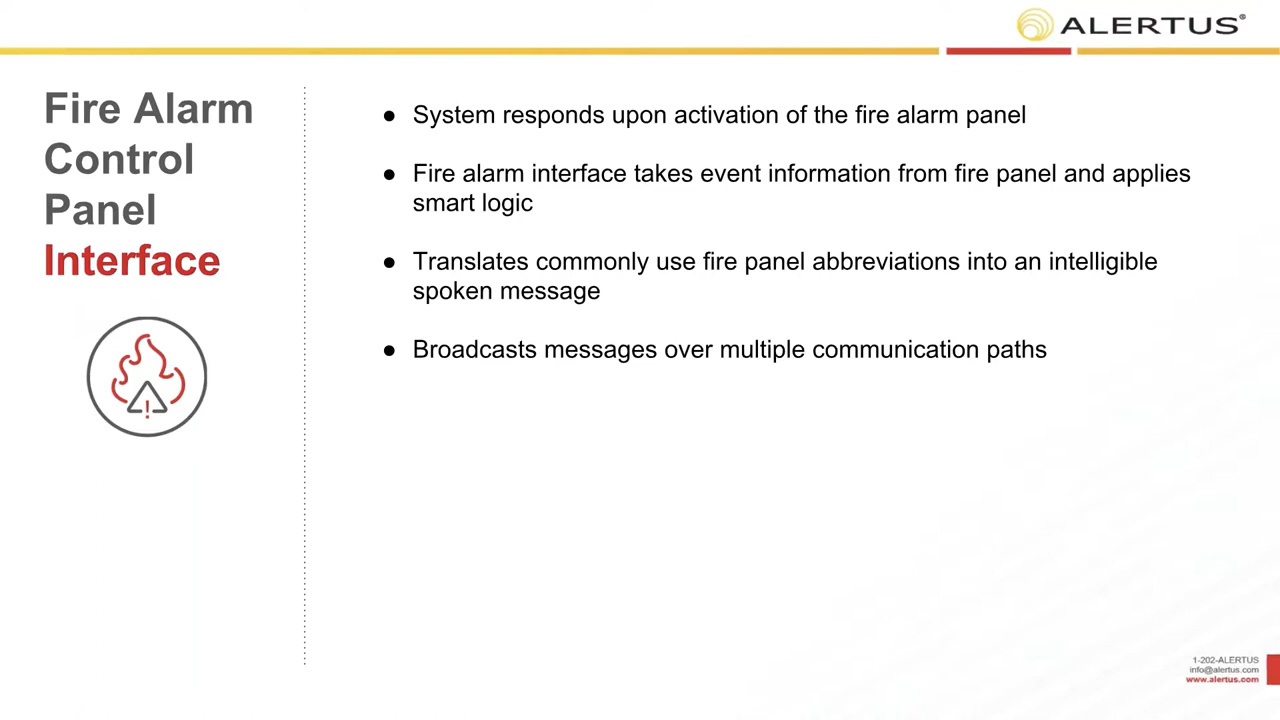 ALERTUS®
Fire Alarm
Control
Panel
Interface
● System responds upon activation of the fire alarm panel
● Fire alarm interface takes event information from fire panel and applies
smart logic
● Translates commonly use fire panel abbreviations into an intelligible
spoken message
● Broadcasts messages over multiple communication paths
!
1-202-ALERTUS
info@alertus.com
www.alertus.com